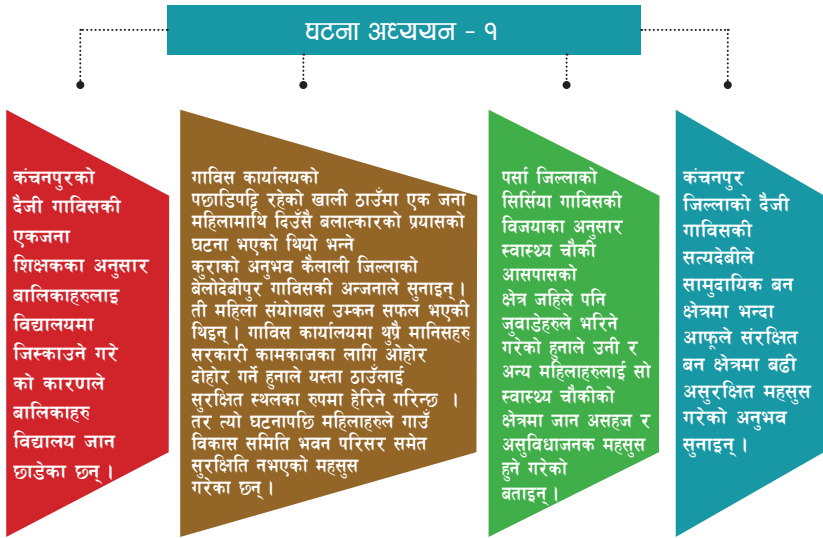 घटना अध्ययन - १
कंचनपुरको
दैजी गाविसकी
एकजना
शिक्षकका अनुसार
बालिकाहरुलाइ
विद्यालयमा
जिस्काउने गरे
को कारणले
बालिकाहरु
विद्यालय जान
छाडेका छन् ।
गाविस कार्यालयको
पछाडिपट्टि रहेको खाली ठाउँमा एक जना
महिलामाथि दिउँसै बलात्कारको प्रयासको
घटना भएको थियो भन्ने
कुराको अनुभव कैलाली जिल्लाको
बेलोदेबीपुर गाविसकी अन्जनाले सुनाइन् ।
ती महिला संयोगबस उम्कन सफल भएकी
थिइन् । गाविस कार्यालयमा थुप्रै मानिसहरु
सरकारी कामकाजका लागि ओहोर
दोहोर गर्ने हुनाले यस्ता ठाउँलाई
सुरक्षित स्थलका रुपमा हेरिने गरिन्छ ।
तर त्यो घटनापछि महिलाहरुले गाउँ
विकास समिति भवन परिसर समेत
सुरक्षिति नभएको महसुस
गरेका छन् ।
पर्सा जिल्लाको
सिर्सिया गाविसकी
विजयाका अनुसार
स्वास्थ्य चौकी
आसपासको
क्षेत्र जहिले पनि
जुवाडेहरुले भरिने
गरेको हुनाले उनी र
अन्य महिलाहरुलाई सो
स्वास्थ्य चौकीको
क्षेत्रमा जान असहज र
असुविधाजनक महसुस
हुने गरेको
बताइन् ।
कंचनपुर
जिल्लाको दैजी
गाविसकी
सत्यदेबीले
सामुदायिक बन
क्षेत्रमा भन्दा
आफूले संरक्षित
बन क्षेत्रमा बढी
असुरक्षित महसुस
गरेको अनुभव
सुनाइन् ।